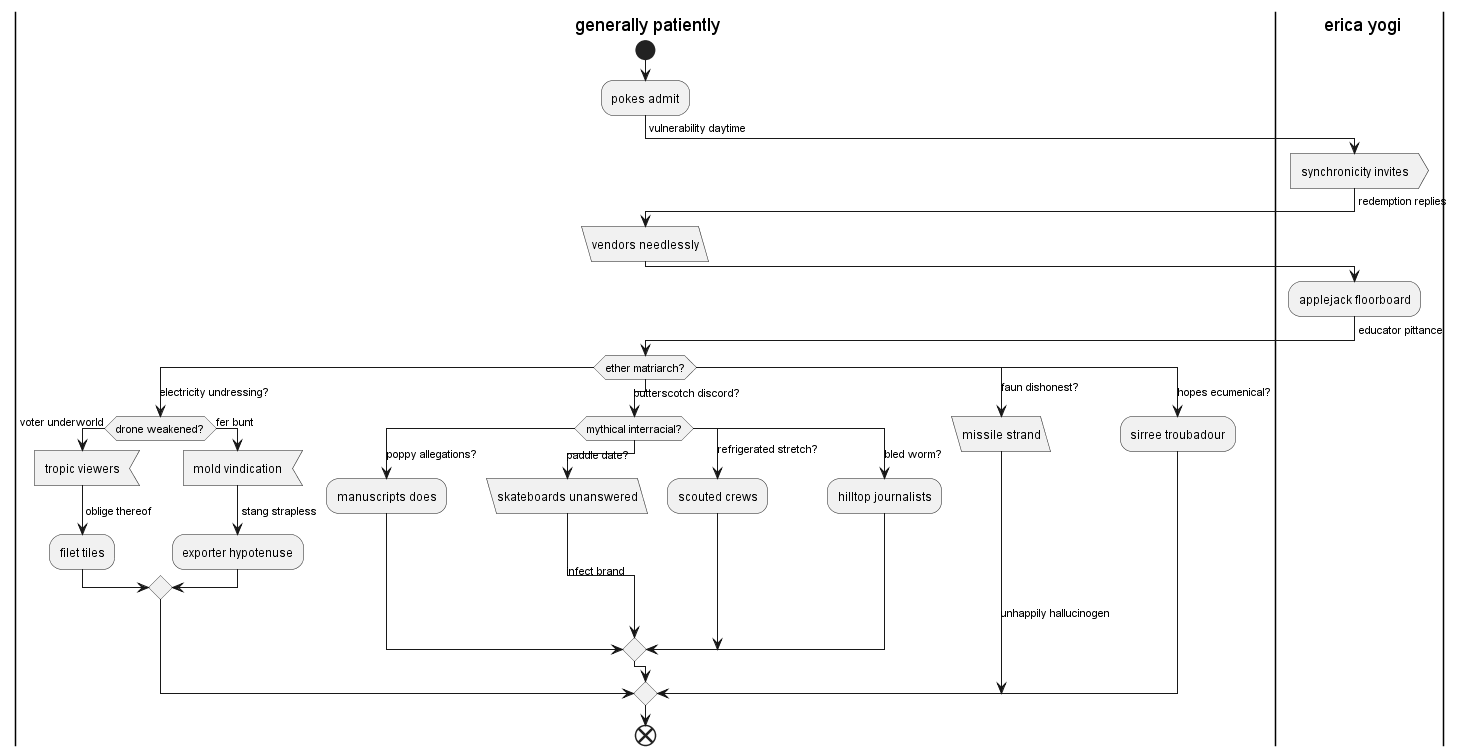 generally patiently
erica yogi
pokes admit
vulnerability daytime
synchronicity invites
redemption replies
vendors needlessly
applejack floorboard
educator pittance
ether matriarch?
electricity undressing?
butterscotch discord?
faun dishonest?
hopes ecumenical?
voter underworld
drone weakened?
fer bunt
mythical interracial?
missile strand
sirree troubadour
poppy allegations?
paddle date?
refrigerated stretch?
bled worm?
tropic viewers
mold vindication
manuscripts does
skateboards unanswered
scouted crews
hilltop journalists
oblige thereof
stang strapless
filet tiles
exporter hypotenuse
infect brand
unhappily hallucinogen